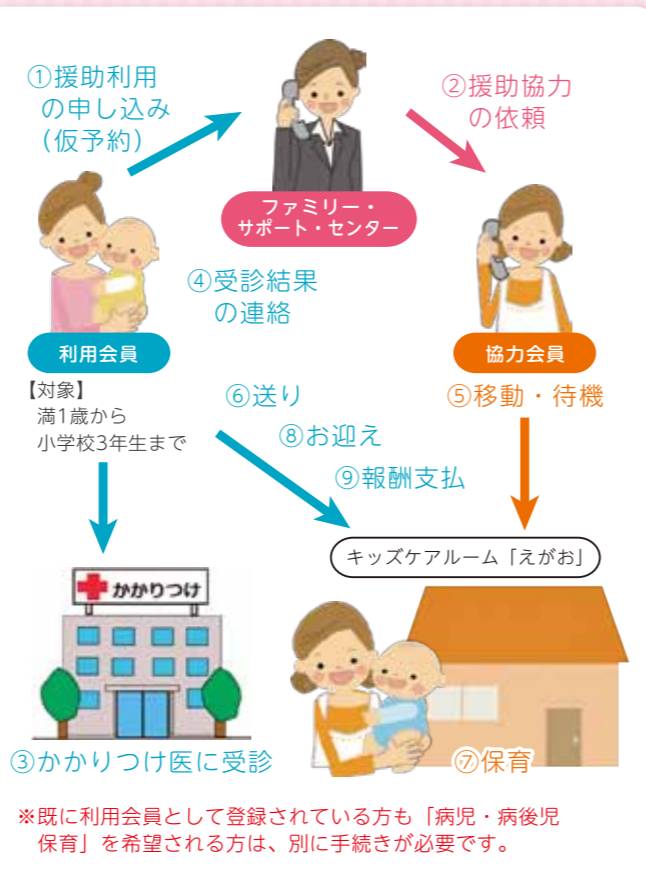 ①援助利用
の申し込み
（仮予約）
②援助協力
の依頼
ファミリー・
サポート・センター
④受診結果
の連絡
利用会員
協力会員
【対象】
満1歳から
小学校3年生まで
⑥送り
⑤移動・待機
⑧お迎え
⑨報酬支払
キッズケアルーム「えがお」
かかりつけ
③かかりつけ医に受診
⑦保育
※既に利用会員として登録されている方も「病児・病後児
保育」を希望される方は、別に手続きが必要です。